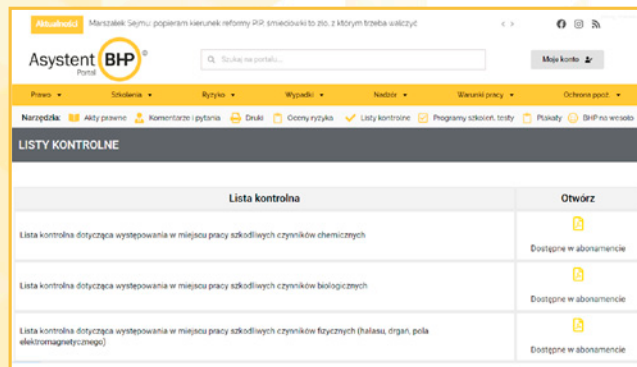 Aktualności Marszałek Sejmu: popieram kierunek reformy PIP, śmieciówki to zło, z którym trzeba walczyć
Asystent BHP ®
Portal
Szukaj na portalu...
Moje konto
Prawo Szkolenia Ryzyko Wypadki Nadzór Warunki pracy Ochrona ppoż.
Narzędzia: Akty prawne Komentarze i pytania Druki Oceny ryzyka Listy kontrolne Programy szkoleń, testy Plakaty BHP na wesoło
LISTY KONTROLNE
Lista kontrolna Otwórz
Lista kontrolna dotycząca występowania w miejscu pracy szkodliwych czynników chemicznych
Dostępne w abonamencie
Lista kontrolna dotycząca występowania w miejscu pracy szkodliwych czynników biologicznych
Dostępne w abonamencie
Lista kontrolna dotycząca występowania w miejscu pracy szkodliwych czynników fizycznych (hałasu, drgań, pola
elektromagnetycznego)
Dostępne w abonamencie